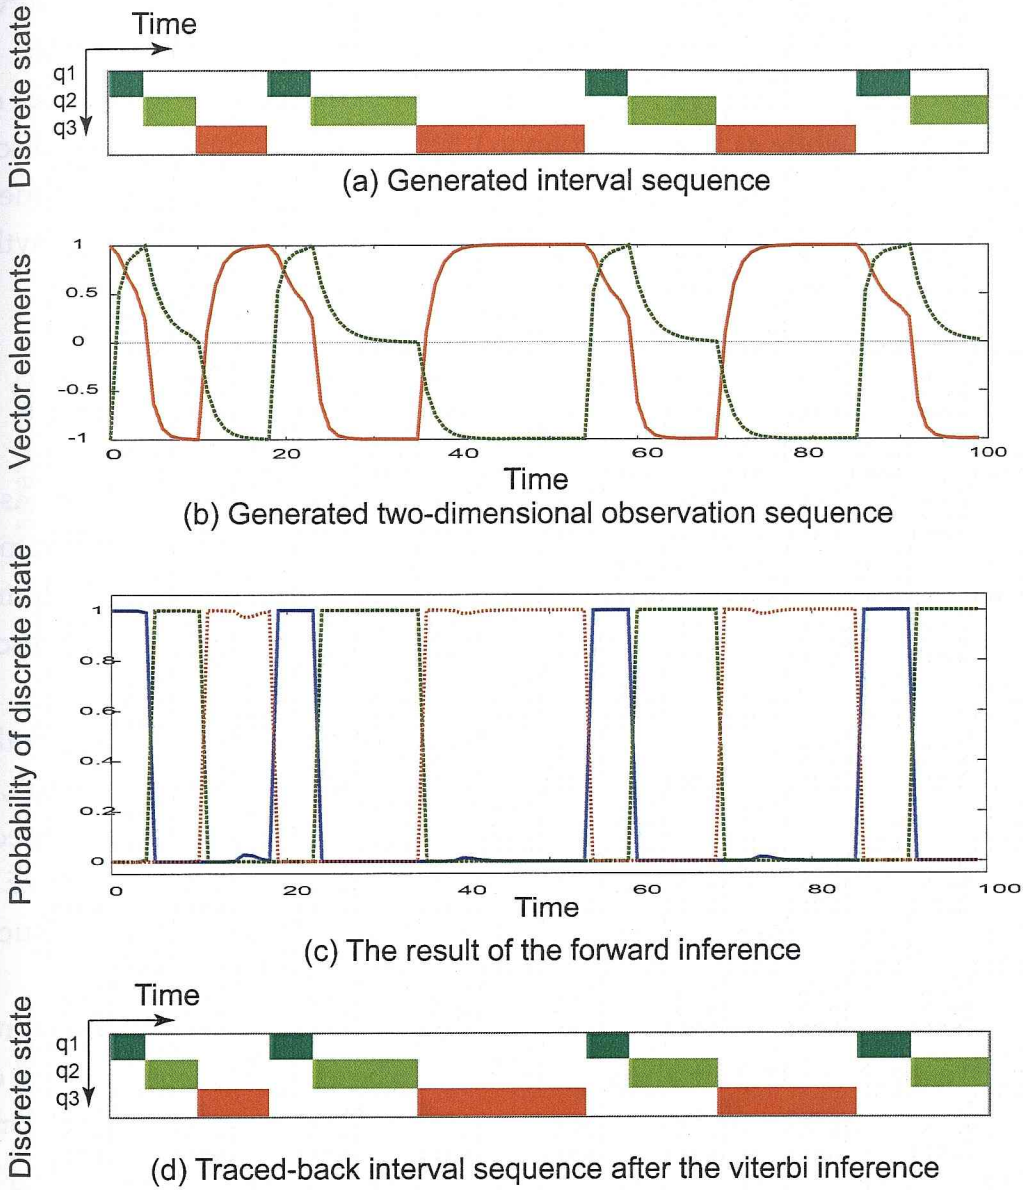 Time
Discrete state
q1
q2
q3
(a) Generated interval sequence
Vector elements
1
0.5
0
-0.5
-1
0 20 40 60 80 100
Time
(b) Generated two-dimensional observation sequence
Probability of discrete state
1
0.8
0.6
0.4
0.2
0
0 20 40 60 80 100
Time
(c) The result of the forward inference
Time
Discrete state
q1
q2
q3
(d) Traced-back interval sequence after the viterbi inference